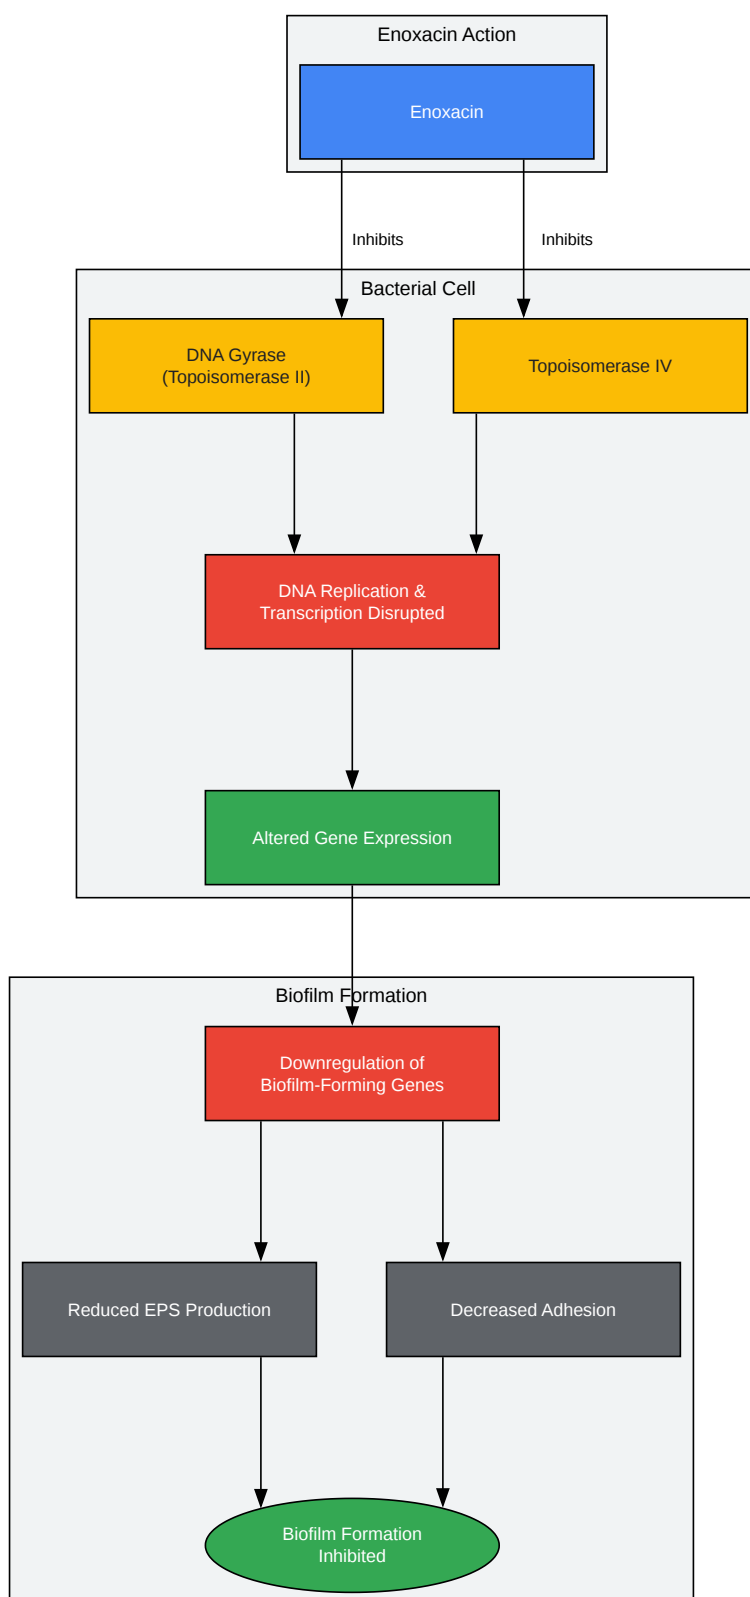 Enoxacin Action
Enoxacin
Inhibits
Inhibits
Bacterial Cell
DNA Gyrase
(Topoisomerase II)
Topoisomerase IV
DNA Replication &
Transcription Disrupted
Altered Gene Expression
Biofilm Formation
Downregulation of
Biofilm-Forming Genes
Reduced EPS Production
Decreased Adhesion
Biofilm Formation
Inhibited